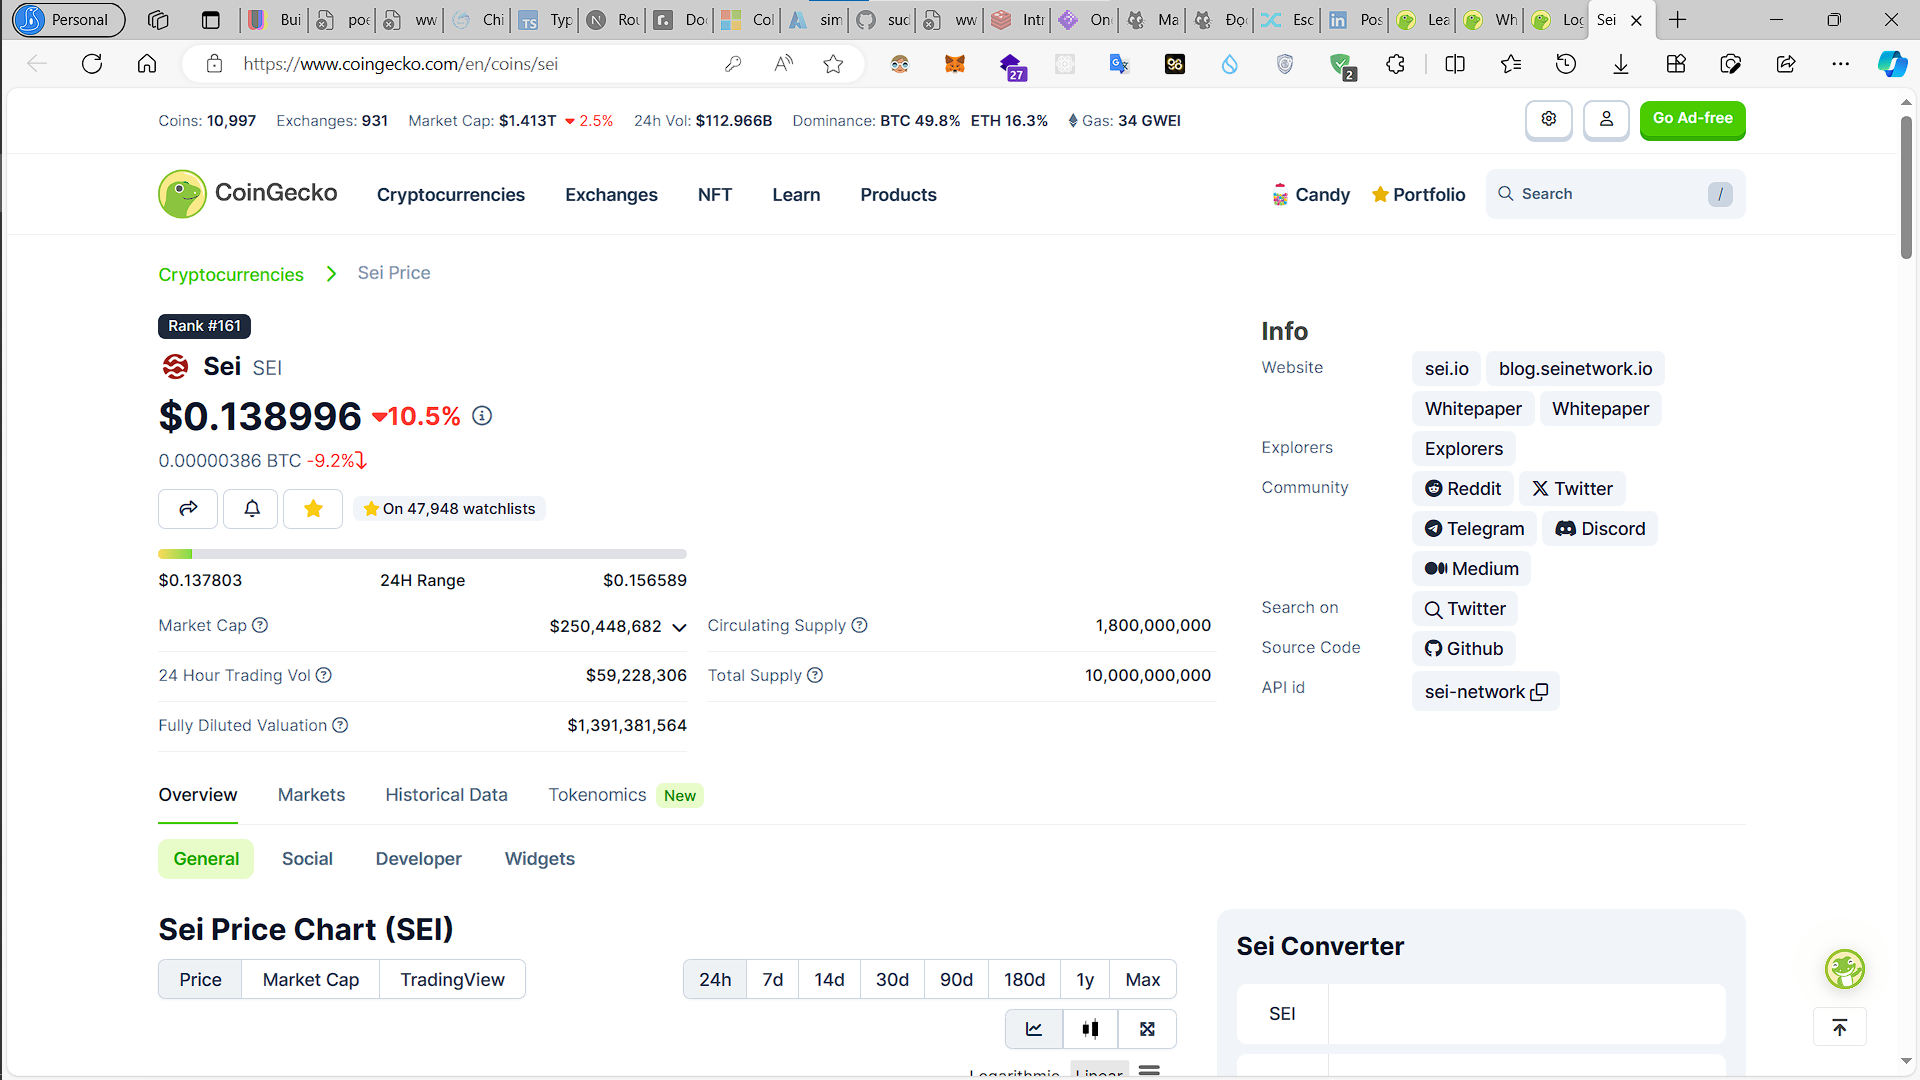 Personal
Bui
poe
ww
Chi
Typ
Rou
Doc
Col
sim
suc
ww
Intr
On
Ma
Đọc
Esc
Pos
Lea
Wh
Log
Sei
https://www.coingecko.com/en/coins/sei
27
98
2
Coins: 10,997 Exchanges: 931 Market Cap: $1.413T 2.5% 24h Vol: $112.966B Dominance: BTC 49.8% ETH 16.3% Gas: 34 GWEI
Go Ad-free
CoinGecko
Cryptocurrencies Exchanges NFT Learn Products
Candy Portfolio Search /
Cryptocurrencies Sei Price
Rank #161
Sei SEI
$0.138996 10.5%
0.00000386 BTC -9.2%
On 47,948 watchlists
$0.137803 24H Range $0.156589
Market Cap $250,448,682
Circulating Supply 1,800,000,000
24 Hour Trading Vol $59,228,306
Total Supply 10,000,000,000
Fully Diluted Valuation $1,391,381,564
Info
Website sei.io blog.seinetwork.io
Whitepaper Whitepaper
Explorers Explorers
Community Reddit Twitter
Telegram Discord
Medium
Search on Twitter
Source Code Github
API id sei-network
Overview Markets Historical Data Tokenomics New
General Social Developer Widgets
Sei Price Chart (SEI)
Price Market Cap TradingView
24h 7d 14d 30d 90d 180d 1y Max
Logarithmic Linear
Sei Converter
SEI